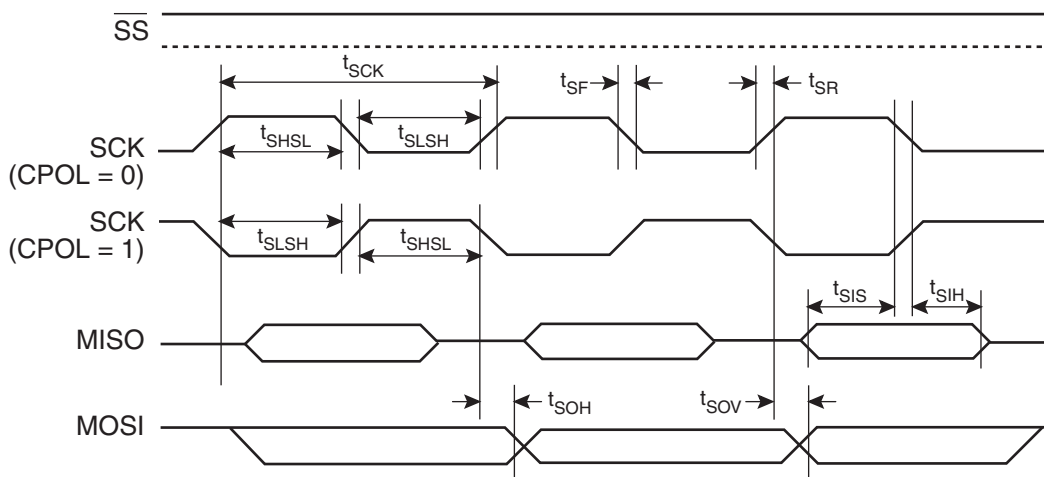 SS
tSCK
tSF
tSR
SCK
(CPOL = 0)
tSHSL
tSLSH
SCK
(CPOL = 1)
tSLSH
tSHSL
tSIS
tSIH
MISO
tSOH
tSOV
MOSI